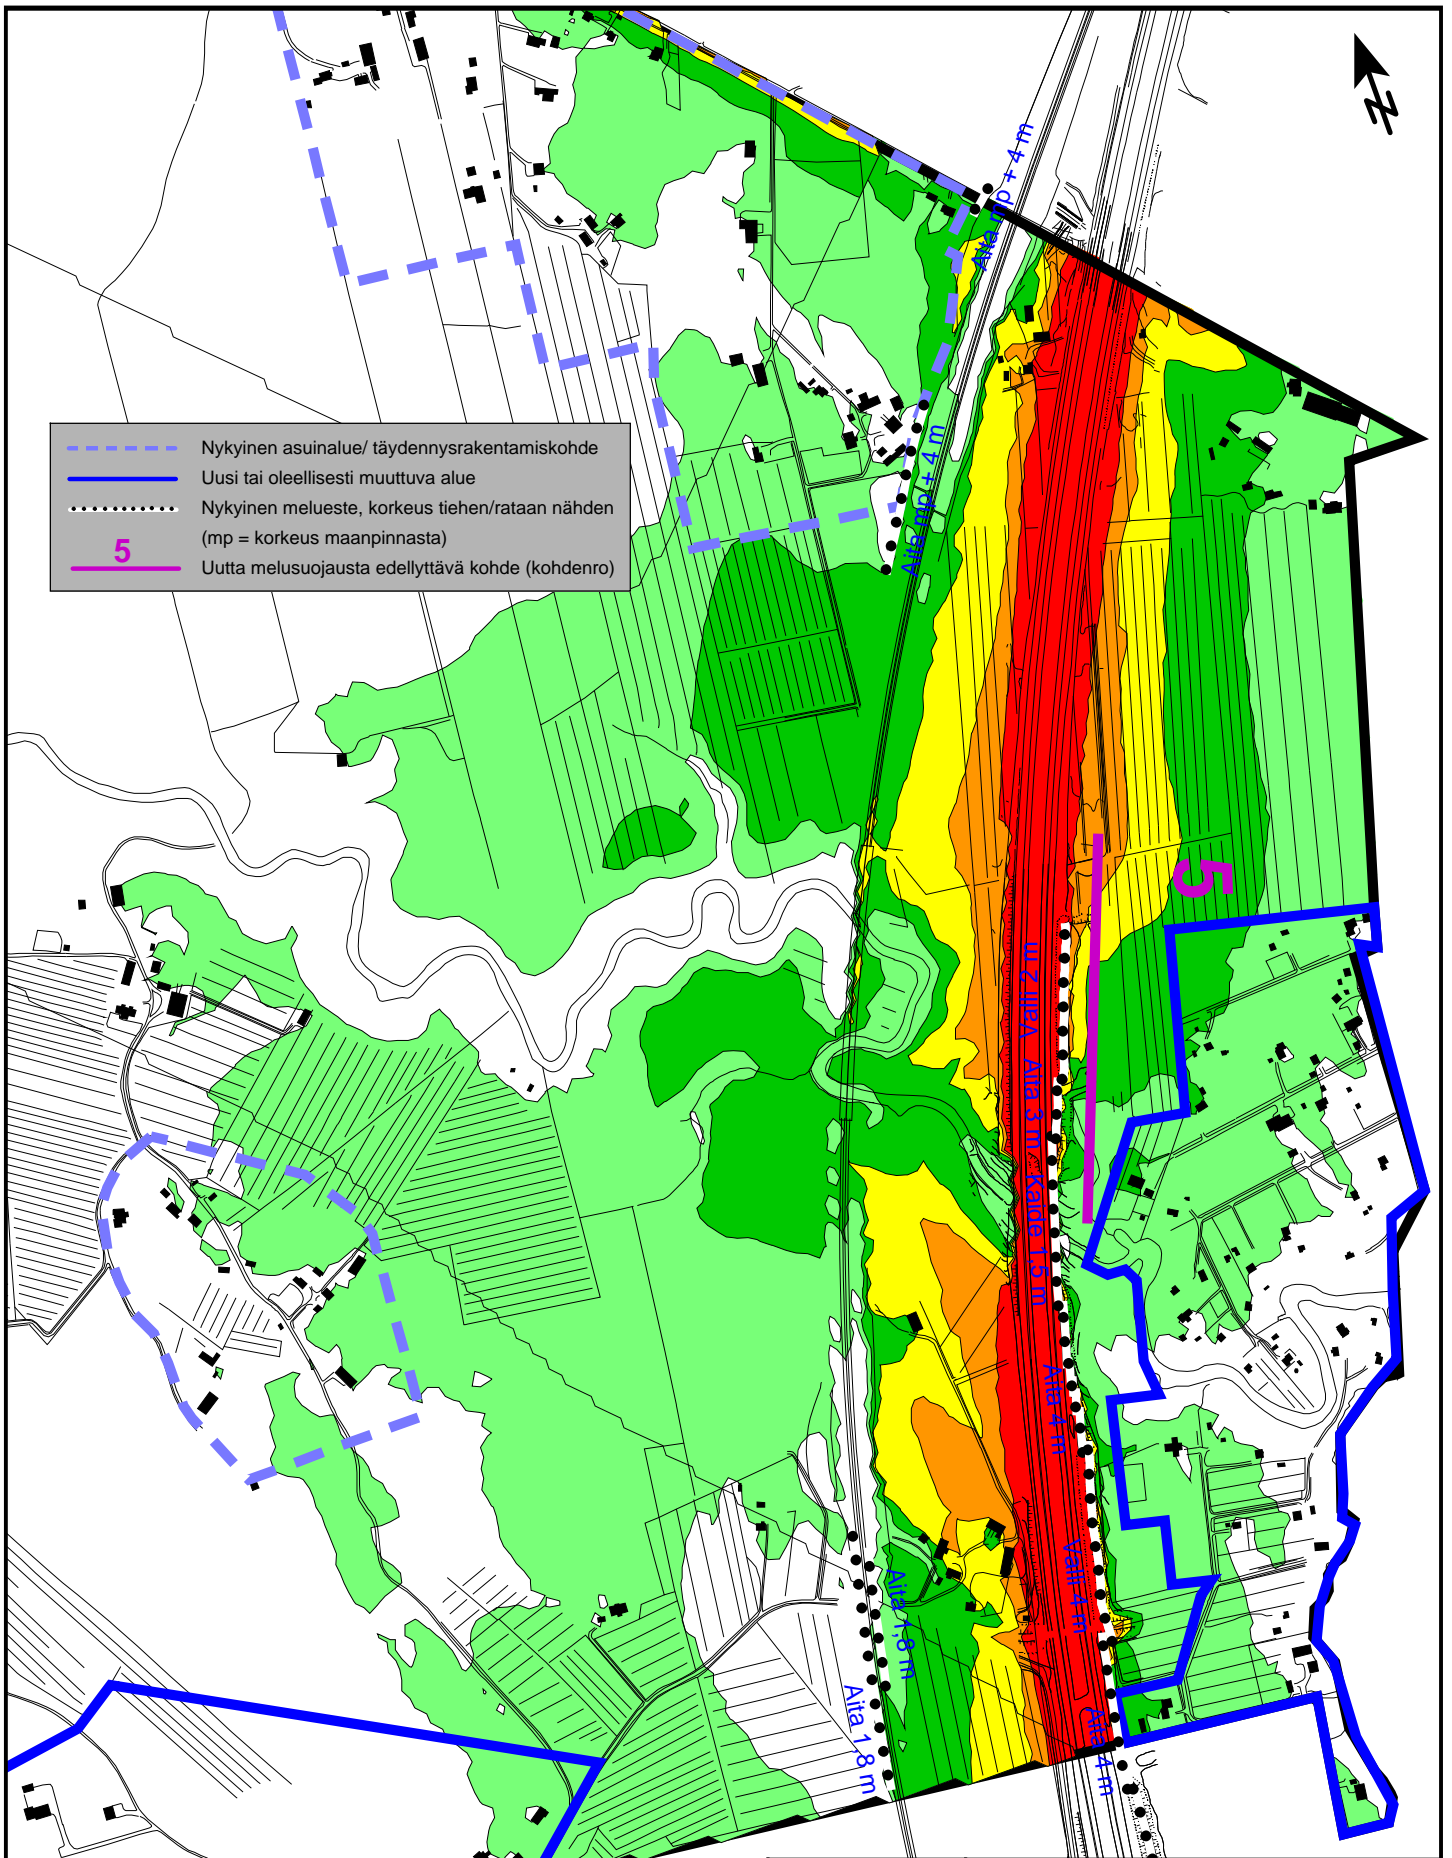 Aita mp + 4 m
Aita mp + 4 m
Nykyinen asuinalue/ täydennysrakentamiskohde
Uusi tai oleellisesti muuttuva alue
Nykyinen melueste, korkeus tiehen/rataan nähden
(mp = korkeus maanpinnasta)
5
Uutta melusuojausta edellyttävä kohde (kohdenro)
5
Valli 2 m
Aita 3 m
Kaide 1,5 m
Aita 4 m
Valli 4 m
Aita 1,8 m
Aita 1,8 m
Aita 4 m